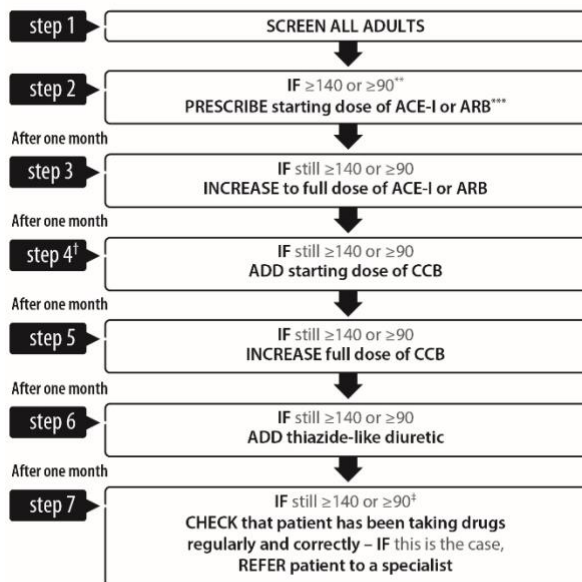 step 1
SCREEN ALL ADULTS
step 2
IF ≥140 or ≥90**
PRESCRIBE starting dose of ACE-I or ARB***
After one month
step 3
IF still ≥140 or ≥90
INCREASE to full dose of ACE-I or ARB
After one month
step 4†
IF still ≥140 or ≥90
ADD starting dose of CCB
After one month
step 5
IF still ≥140 or ≥90
INCREASE full dose of CCB
After one month
step 6
IF still ≥140 or ≥90
ADD thiazide-like diuretic
After one month
step 7
IF still ≥140 or ≥90‡
CHECK that patient has been taking drugs
regularly and correctly – IF this is the case,
REFER patient to a specialist